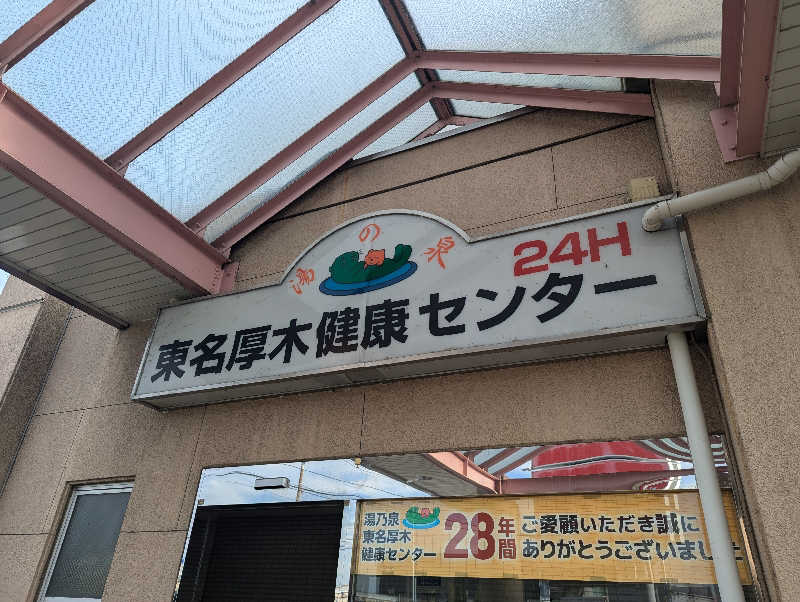 湯の泉
24H
東名厚木健康センター
湯乃泉
東名厚木
健康センター
28年間
ご愛顧いただき誠に
ありがとうございました